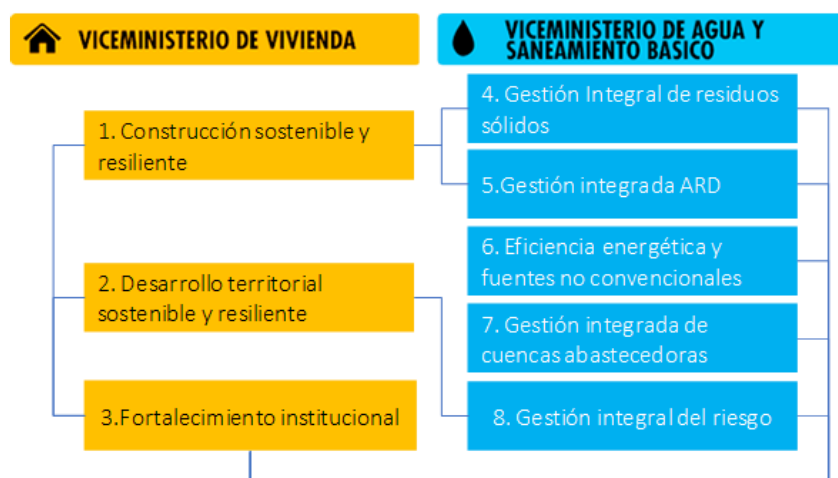 VICEMINISTERIO DE VIVIENDA
VICEMINISTERIO DE AGUA Y
SANEAMIENTO BÁSICO
1. Construcción sostenible y
resiliente
2. Desarrollo territorial
sostenible y resiliente
3.Fortalecimiento institucional
4. Gestión Integral de residuos
sólidos
5.Gestión integrada ARD
6. Eficiencia energética y
fuentes no convencionales
7. Gestión integrada de
cuencas abastecedoras
8. Gestión integral del riesgo